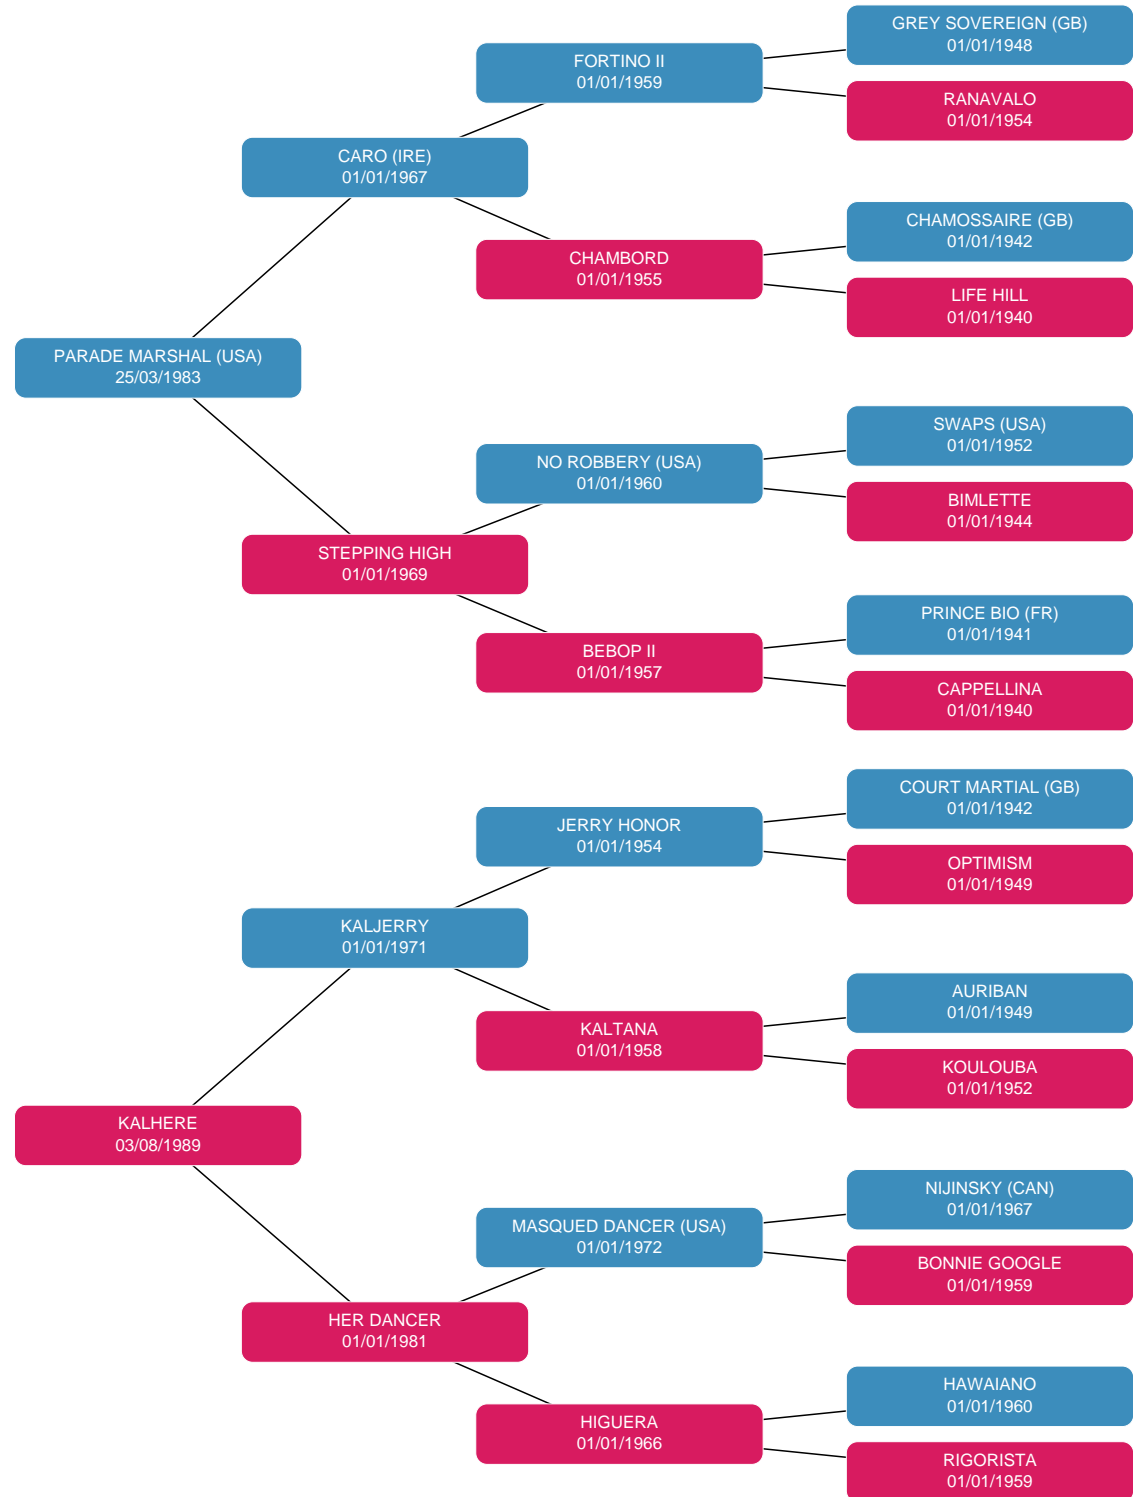 GREY SOVEREIGN (GB)
01/01/1948
FORTINO II
01/01/1959
RANAVALO
01/01/1954
CARO (IRE)
01/01/1967
CHAMOSSAIRE (GB)
01/01/1942
CHAMBORD
01/01/1955
LIFE HILL
01/01/1940
PARADE MARSHAL (USA)
25/03/1983
SWAPS (USA)
01/01/1952
NO ROBBERY (USA)
01/01/1960
BIMLETTE
01/01/1944
STEPPING HIGH
01/01/1969
PRINCE BIO (FR)
01/01/1941
BEBOP II
01/01/1957
CAPPELLINA
01/01/1940
COURT MARTIAL (GB)
01/01/1942
JERRY HONOR
01/01/1954
OPTIMISM
01/01/1949
KALJERRY
01/01/1971
AURIBAN
01/01/1949
KALTANA
01/01/1958
KOULOUBA
01/01/1952
KALHERE
03/08/1989
NIJINSKY (CAN)
01/01/1967
MASQUED DANCER (USA)
01/01/1972
BONNIE GOOGLE
01/01/1959
HER DANCER
01/01/1981
HAWAIANO
01/01/1960
HIGUERA
01/01/1966
RIGORISTA
01/01/1959